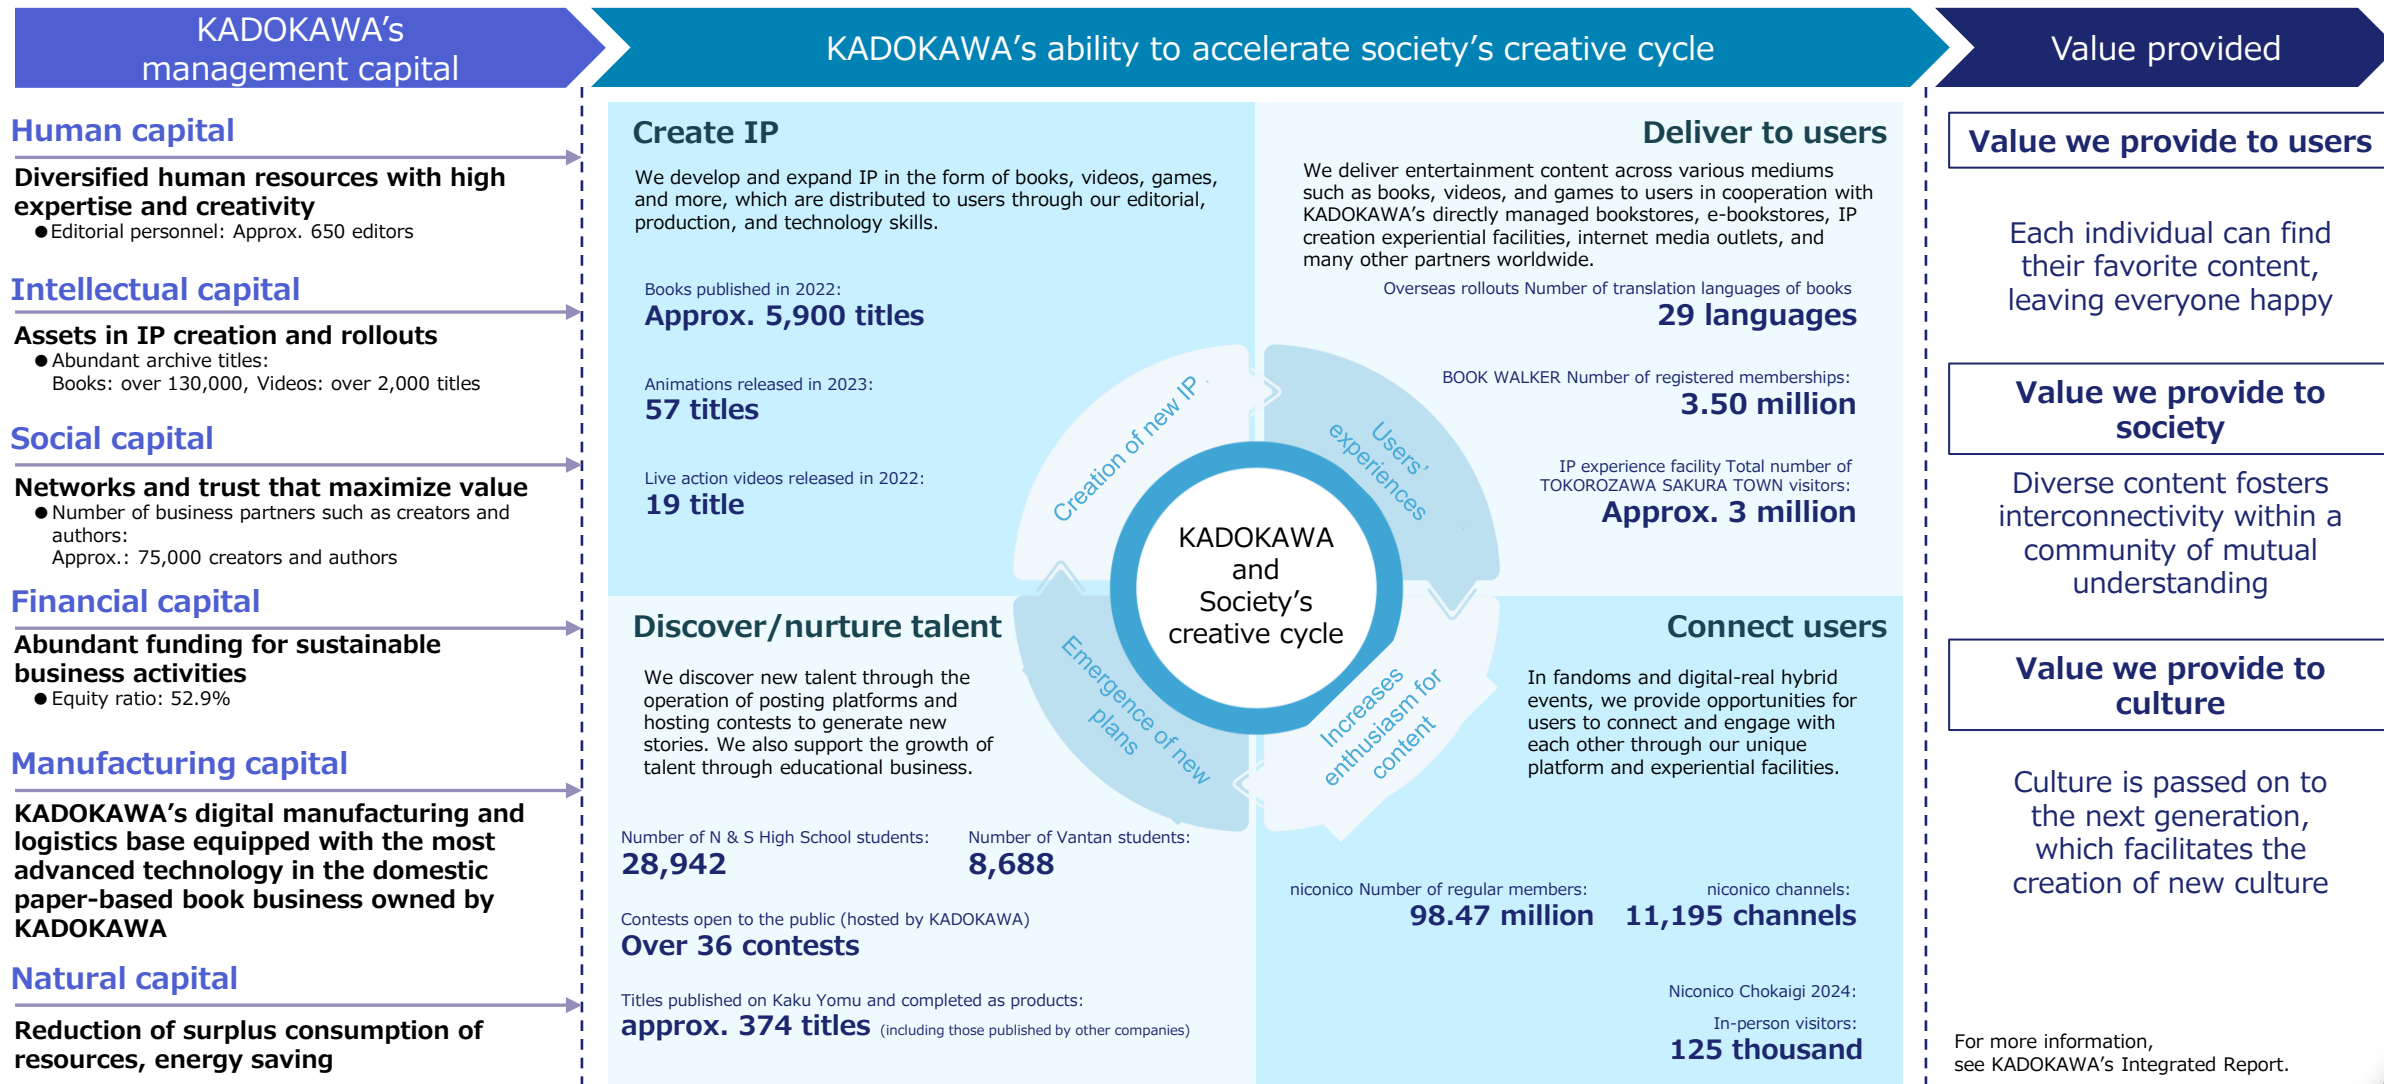 KADOKAWA's
management capital
KADOKAWA's ability to accelerate society's creative cycle
Value provided
Human capital
Diversified human resources with high
expertise and creativity
●Editorial personnel: Approx. 650 editors
Intellectual capital
Assets in IP creation and rollouts
●Abundant archive titles:
Books: over 130,000, Videos: over 2,000 titles
Social capital
Networks and trust that maximize value
●Number of business partners such as creators and
authors:
Approx.: 75,000 creators and authors
Financial capital
Abundant funding for sustainable
business activities
●Equity ratio: 52.9%
Manufacturing capital
KADOKAWA's digital manufacturing and
logistics base equipped with the most
advanced technology in the domestic
paper-based book business owned by
KADOKAWA
Natural capital
Reduction of surplus consumption of
resources, energy saving
Create IP
We develop and expand IP in the form of books, videos, games,
and more, which are distributed to users through our editorial,
production, and technology skills.
Books published in 2022:
Approx. 5,900 titles
Animations released in 2023:
57 titles
Live action videos released in 2022:
19 title
Deliver to users
We deliver entertainment content across various mediums
such as books, videos, and games to users in cooperation with
KADOKAWA's directly managed bookstores, e-bookstores, IP
creation experiential facilities, internet media outlets, and
many other partners worldwide.
Overseas rollouts Number of translation languages of books
29 languages
BOOK WALKER Number of registered memberships:
3.50 million
IP experience facility Total number of
TOKOROZAWA SAKURA TOWN visitors:
Approx. 3 million
Creation of new IP
Users'
experiences
KADOKAWA
and
Society's
creative cycle
Emergence of new
plans
Increases
enthusiasm for
content
Discover/nurture talent
We discover new talent through the
operation of posting platforms and
hosting contests to generate new
stories. We also support the growth of
talent through educational business.
Number of N & S High School students:
28,942
Number of Vantan students:
8,688
Contests open to the public (hosted by KADOKAWA)
Over 36 contests
Titles published on Kaku Yomu and completed as products:
approx. 374 titles (including those published by other companies)
Connect users
In fandoms and digital-real hybrid
events, we provide opportunities for
users to connect and engage with
each other through our unique
platform and experiential facilities.
niconico Number of regular members:
98.47 million
niconico channels:
11,195 channels
Niconico Chokaigi 2024:
In-person visitors:
125 thousand
Value we provide to users
Each individual can find
their favorite content,
leaving everyone happy
Value we provide to
society
Diverse content fosters
interconnectivity within a
community of mutual
understanding
Value we provide to
culture
Culture is passed on to
the next generation,
which facilitates the
creation of new culture
For more information,
see KADOKAWA's Integrated Report.